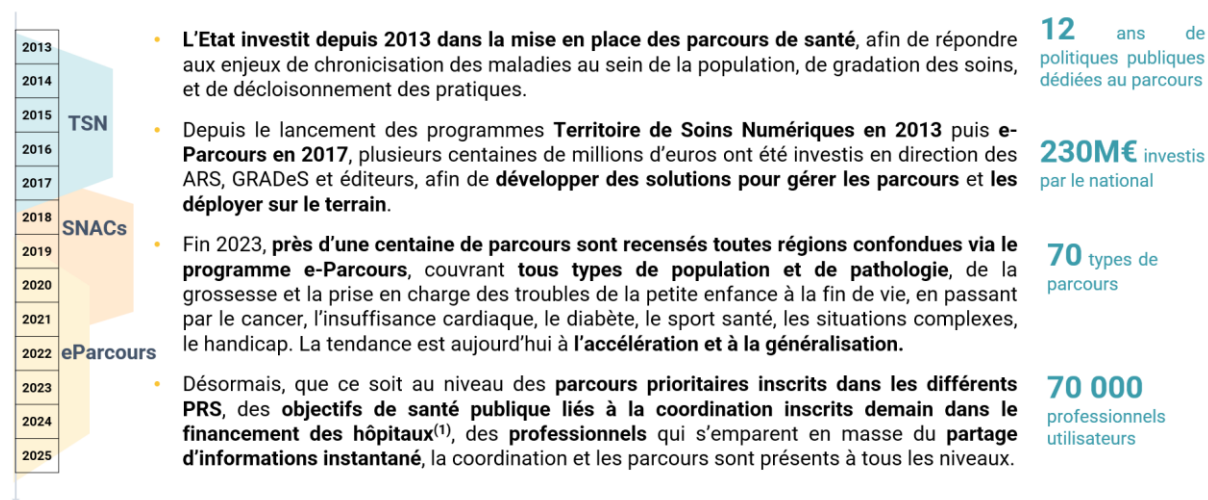 2013
2014
2015
2016
2017
2018
2019
2020
2021
2022
2023
2024
2025
TSN
SNACs
eParcours
• L’Etat investit depuis 2013 dans la mise en place des parcours de santé, afin de répondre
aux enjeux de chronicisation des maladies au sein de la population, de gradation des soins,
et de décloisonnement des pratiques.
• Depuis le lancement des programmes Territoire de Soins Numériques en 2013 puis e-
Parcours en 2017, plusieurs centaines de millions d’euros ont été investis en direction des
ARS, GRADeS et éditeurs, afin de développer des solutions pour gérer les parcours et les
déployer sur le terrain.
• Fin 2023, près d’une centaine de parcours sont recensés toutes régions confondues via le
programme e-Parcours, couvrant tous types de population et de pathologie, de la
grossesse et la prise en charge des troubles de la petite enfance à la fin de vie, en passant
par le cancer, l’insuffisance cardiaque, le diabète, le sport santé, les situations complexes,
le handicap. La tendance est aujourd’hui à l’accélération et à la généralisation.
• Désormais, que ce soit au niveau des parcours prioritaires inscrits dans les différents
PRS, des objectifs de santé publique liés à la coordination inscrits demain dans le
financement des hôpitaux(1), des professionnels qui s’emparent en masse du partage
d’informations instantané, la coordination et les parcours sont présents à tous les niveaux.
12 ans de
politiques publiques
dédiées au parcours
230M€ investis
par le national
70 types de
parcours
70 000
professionnels
utilisateurs